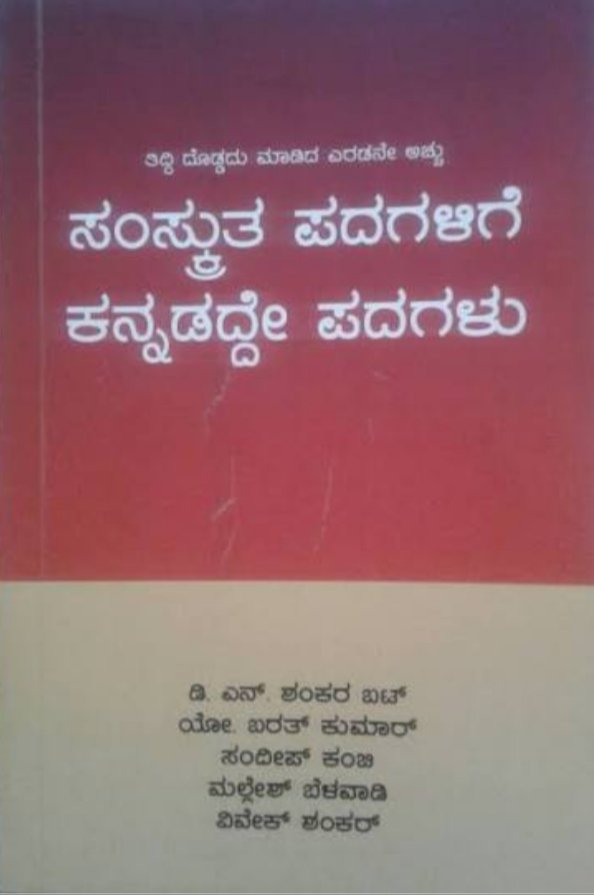 ತಿದ್ದಿ ದೊಡ್ಡದು ಮಾಡಿದ ಎರಡನೇ ಅಚ್ಚು
ಸಂಸ್ಕ್ರುತ ಪದಗಳಿಗೆ
ಕನ್ನಡದ್ದೇ ಪದಗಳು
ಡಿ. ಎನ್. ಶಂಕರ ಬಟ್
ಯೋ. ಬರತ್ ಕುಮಾರ್
ಸಂದೀಪ್ ಕಂಬಿ
ಮಲ್ಲೇಶ್ ಬೆಳವಾಡಿ
ವಿವೇಕ್ ಶಂಕರ್